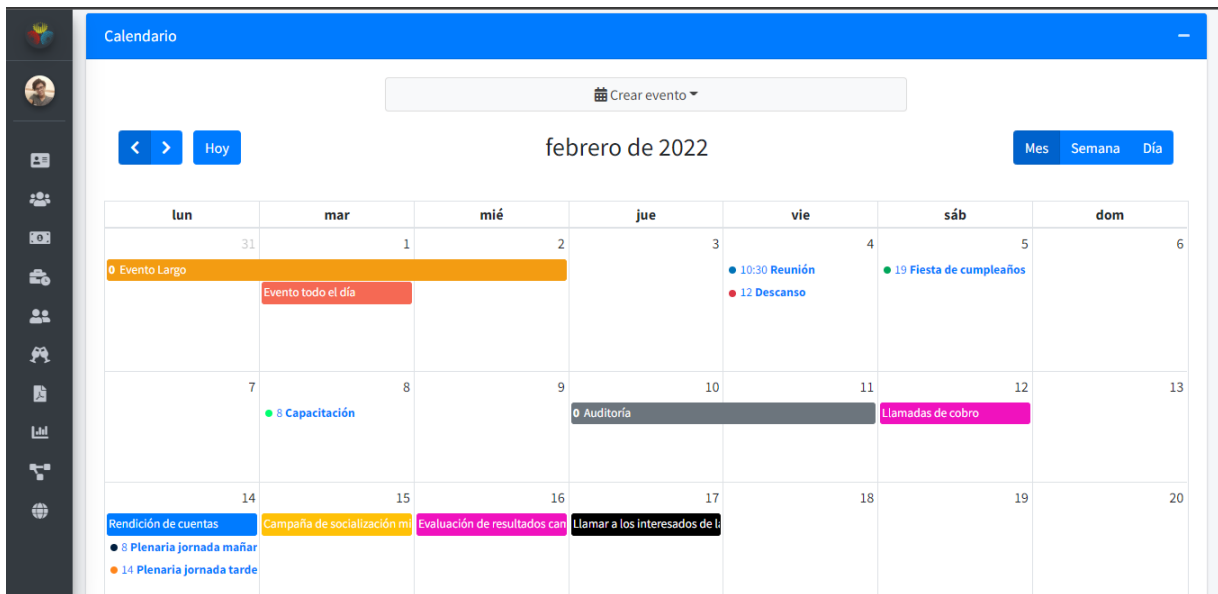 Calendario
Crear evento
Hoy
febrero de 2022
Mes Semana Día
lun mar mié jue vie sáb dom
31 1 2 3 4 5 6
0 Evento Largo
10:30 Reunión
19 Fiesta de cumpleaños
Evento todo el día
12 Descanso
7 8 9 10 11 12 13
8 Capacitación
0 Auditoría
Llamadas de cobro
14 15 16 17 18 19 20
Rendición de cuentas
Campaña de socialización mi
Evaluación de resultados can
Llamar a los interesados de la
8 Plenaria jornada mañan
14 Plenaria jornada tarde